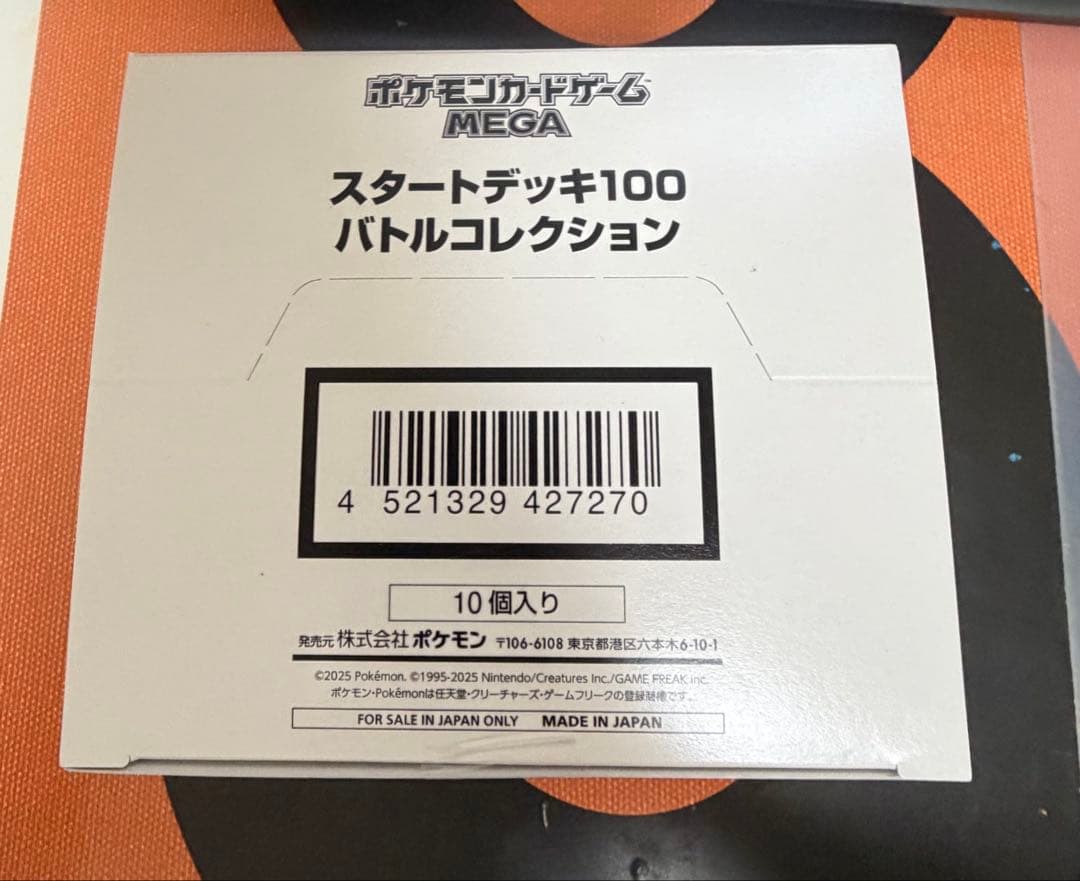 ポケモンカードゲーム™
MEGA
スタートデッキ100
バトルコレクション
4 521329 427270
10個入り
発売元 株式会社ポケモン 〒106-6108 東京都港区六本木6-10-1
©2025 Pokémon. ©1995-2025 Nintendo/Creatures Inc./GAME FREAK inc.
ポケモン・Pokémonは任天堂・クリーチャーズ・ゲームフリークの登録商標です。
FOR SALE IN JAPAN ONLY MADE IN JAPAN